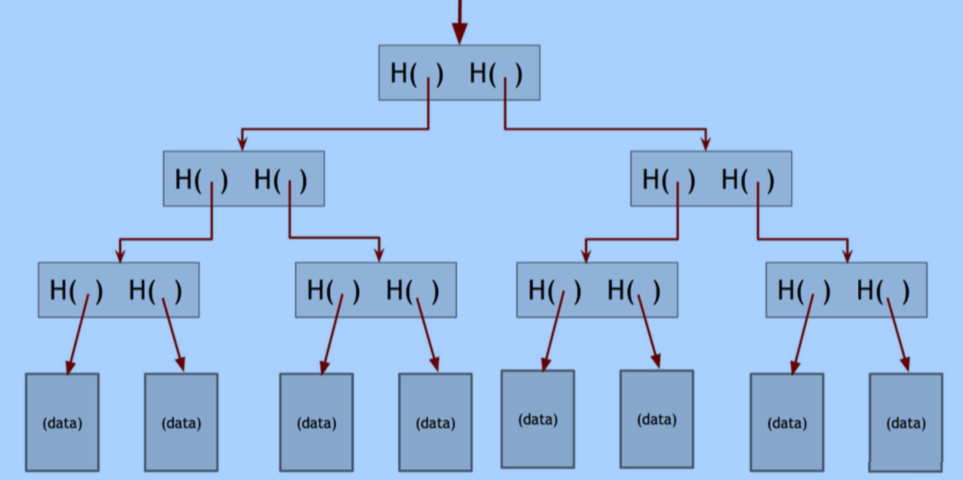 H( ) H( )
H( ) H( ) H( ) H( )
H( ) H( ) H( ) H( ) H( ) H( ) H( ) H( )
(data) (data) (data) (data) (data) (data) (data) (data)